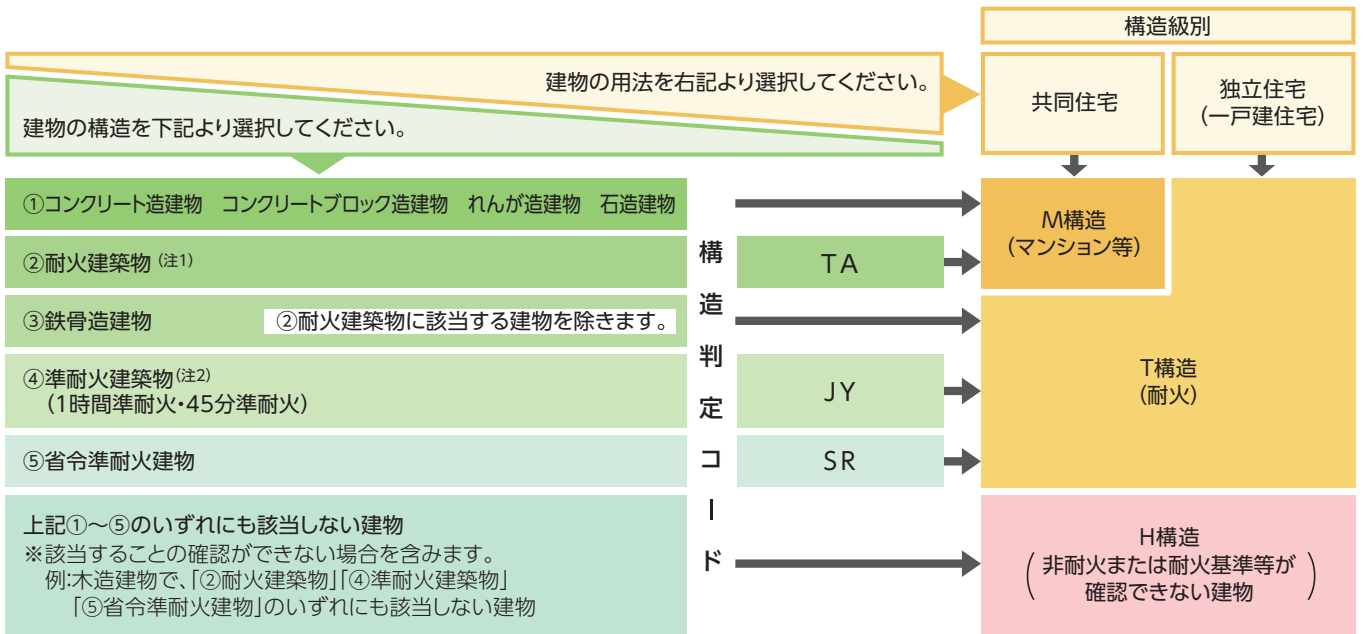 構造級別
建物の用法を右記より選択してください。
共同住宅
独立住宅
(一戸建住宅)
建物の構造を下記より選択してください。
①コンクリート造建物 コンクリートブロック造建物 れんが造建物 石造建物
②耐火建築物(注1)
③鉄骨造建物 ②耐火建築物に該当する建物を除きます。
④準耐火建築物(注2)
(1時間準耐火・45分準耐火)
⑤省令準耐火建物
上記①~⑤のいずれにも該当しない建物
※該当することの確認ができない場合を含みます。
例:木造建物で、「②耐火建築物」「④準耐火建築物」
「⑤省令準耐火建物」のいずれにも該当しない建物
構造判定コード
TA
JY
SR
M構造
(マンション等)
T構造
(耐火)
H構造
(非耐火または耐火基準等が
確認できない建物)